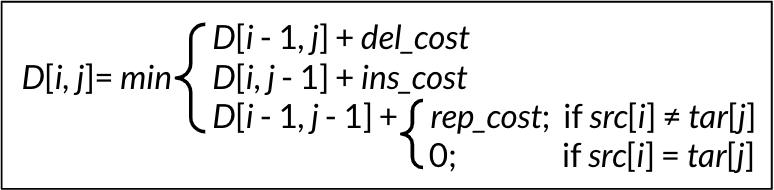 D[i - 1, j] + del_cost
D[i, j]= min D[i, j - 1] + ins_cost
D[i - 1, j - 1] + rep_cost; if src[i] ≠ tar[j]
0; if src[i] = tar[j]